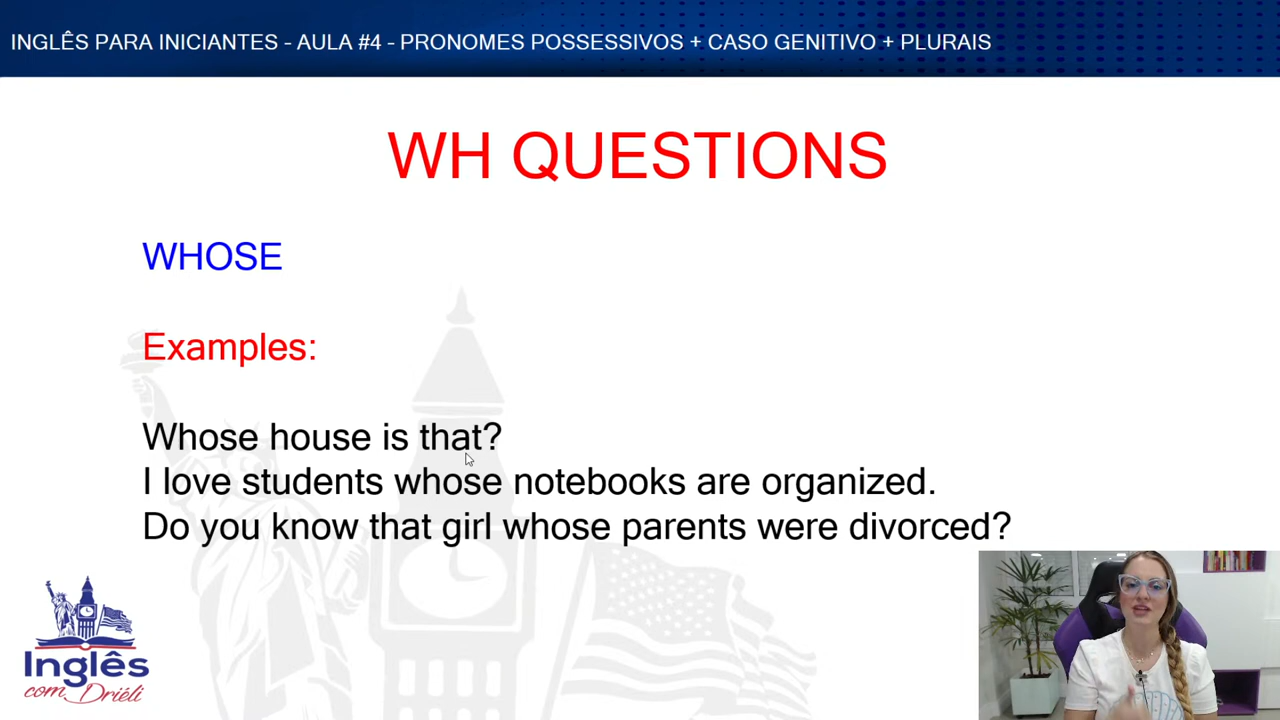 INGLÊS PARA INICIANTES - AULA #4 - PRONOMES POSSESSIVOS + CASO GENITIVO + PLURAIS
WH QUESTIONS
WHOSE
Examples:
Whose house is that?
I love students whose notebooks are organized.
Do you know that girl whose parents were divorced?
Inglês
com Driéli